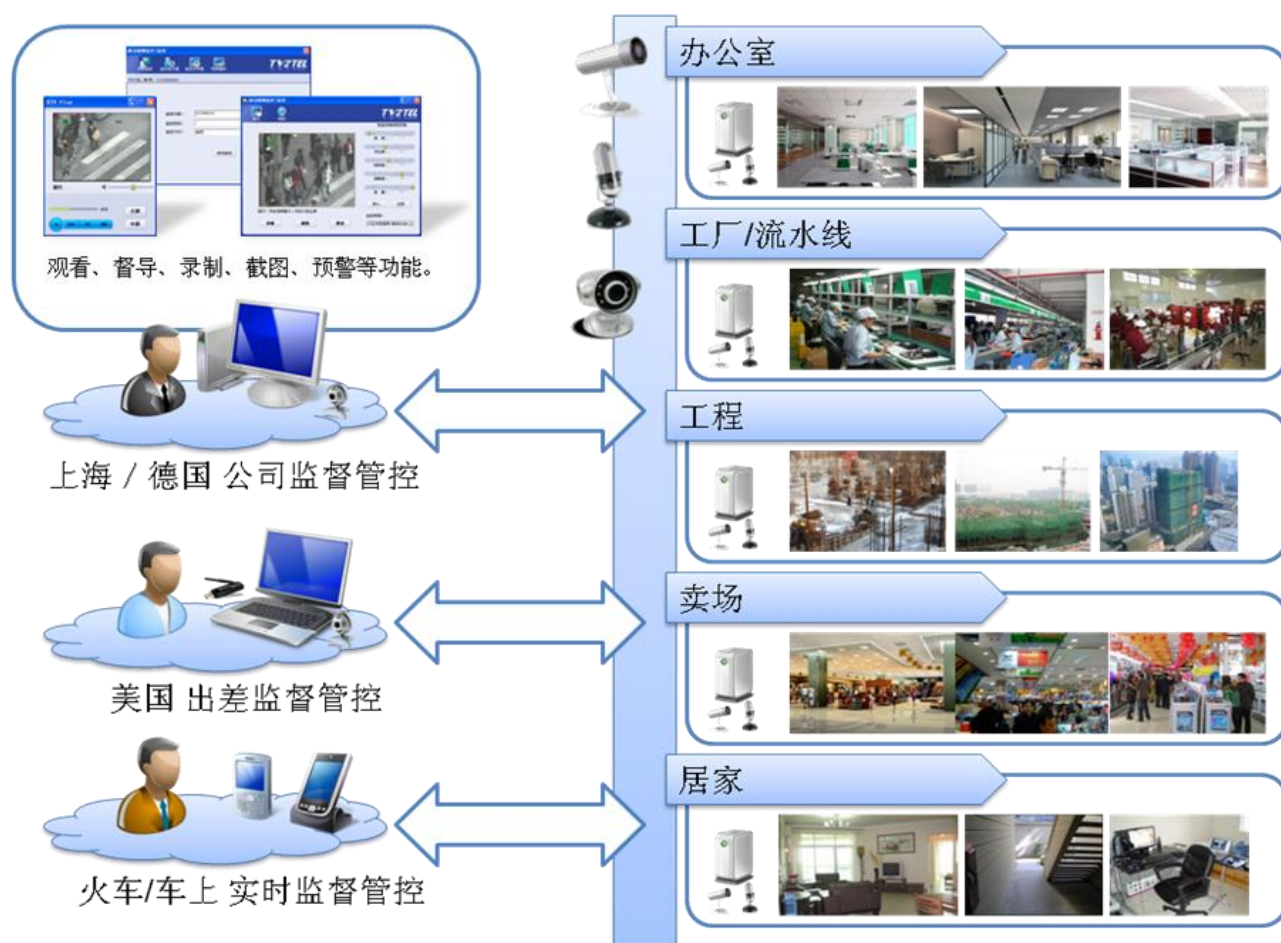 TYZTEL
TYZTEL
观看、督导、录制、截图、预警等功能。
上海 / 德国 公司监督管控
美国 出差监督管控
火车/车上 实时监督管控
办公室
工厂/流水线
工程
卖场
居家